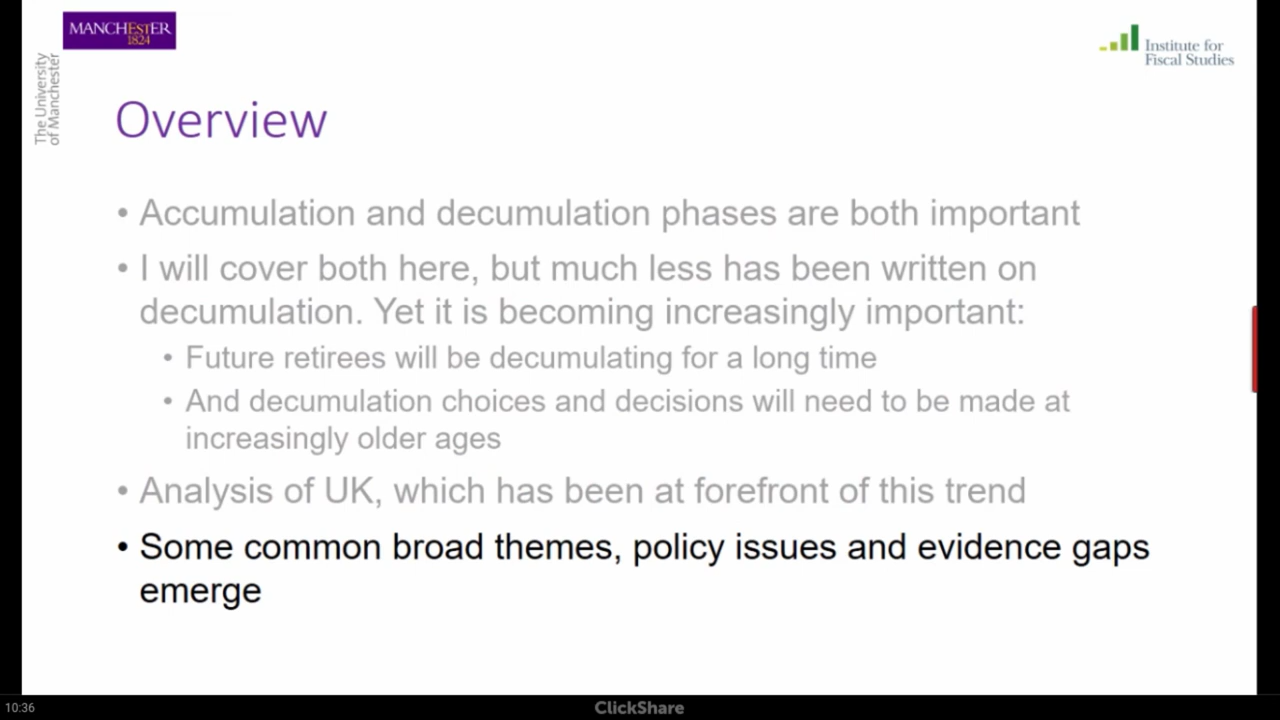 MANCHESTER
1824
The University
of Manchester
Institute for
Fiscal Studies
Overview
• Accumulation and decumulation phases are both important
• I will cover both here, but much less has been written on
decumulation. Yet it is becoming increasingly important:
• Future retirees will be decumulating for a long time
• And decumulation choices and decisions will need to be made at
increasingly older ages
• Analysis of UK, which has been at forefront of this trend
• Some common broad themes, policy issues and evidence gaps
emerge
10:36
ClickShare